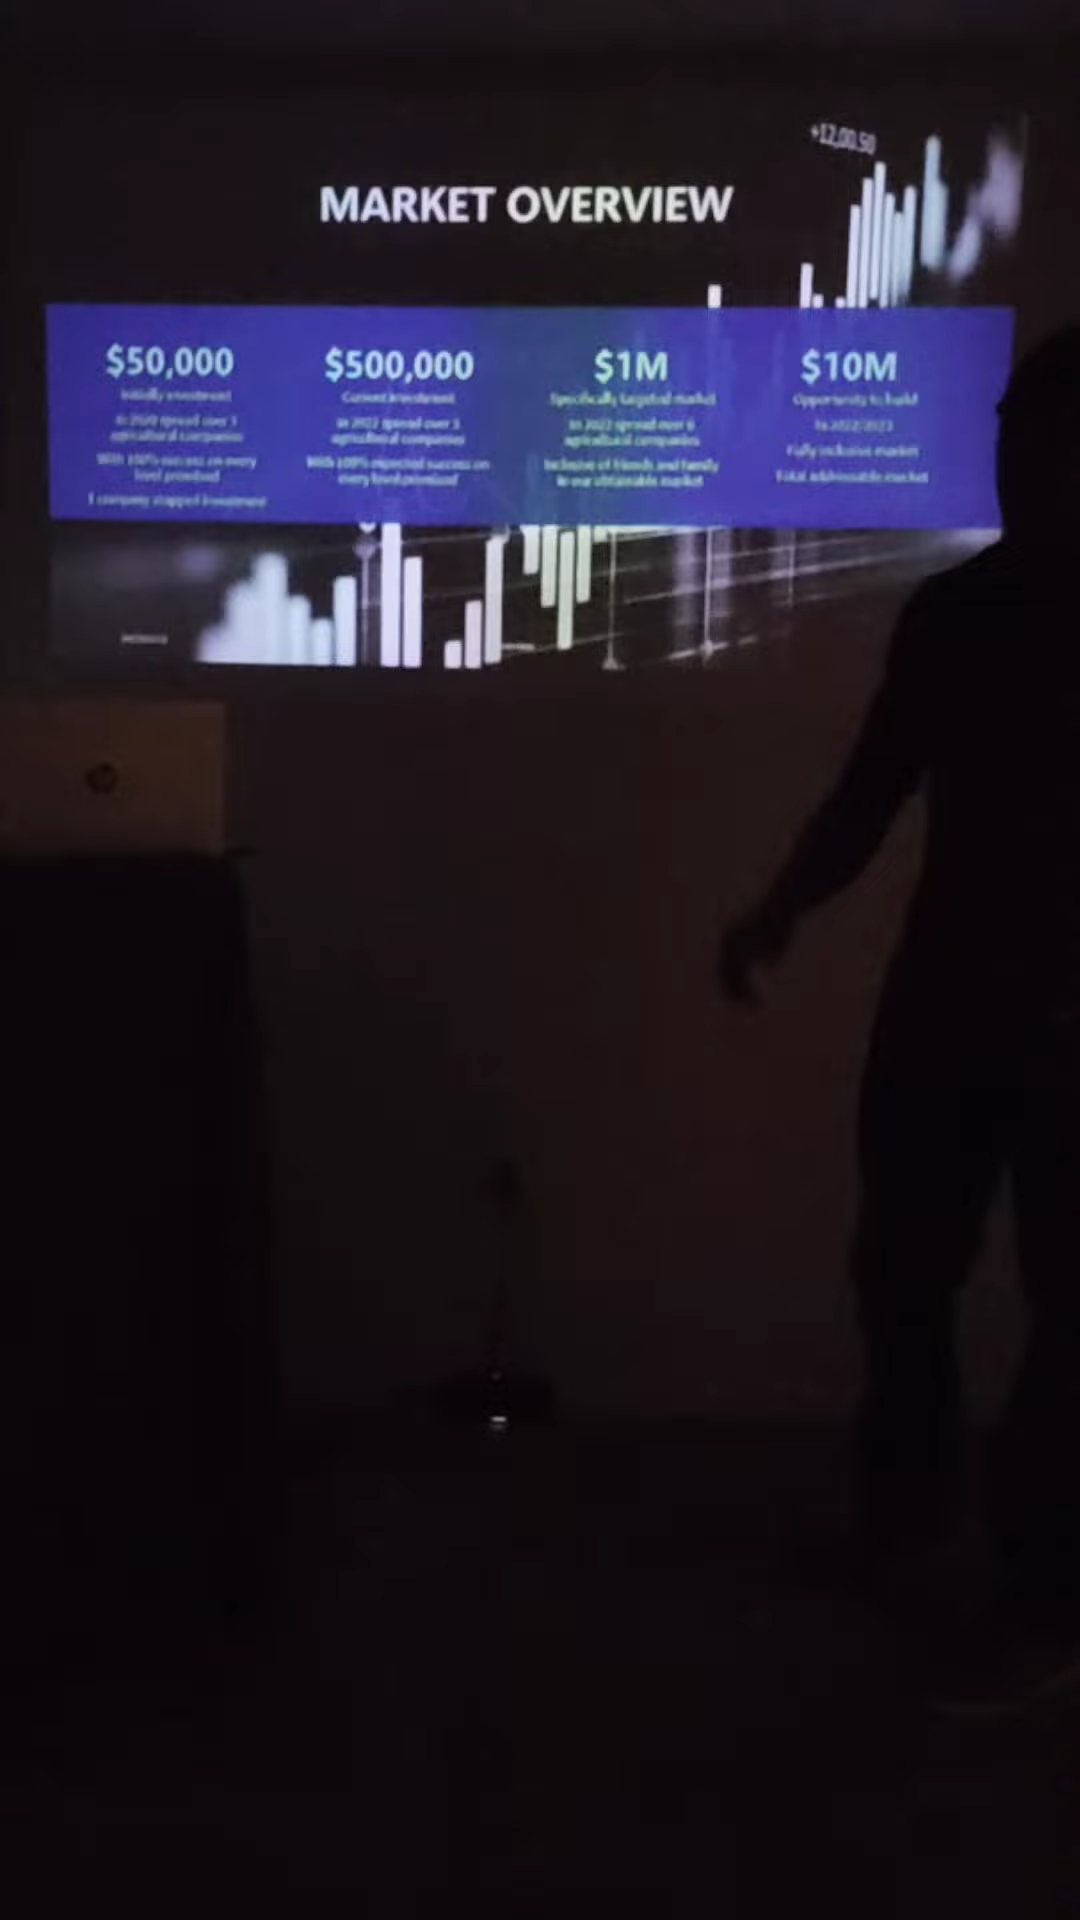 +12,00.50
MARKET OVERVIEW
$50,000
Initially investment
In 2020 spread over
agricultural companies
With 100% success on every
level promised
1 company stopped investment
$500,000
Current investment
In 2022 spread over 3
agricultural companies
With 100% expected success on
every level promised
$1M
Specifically targeted market
In 2022 spread over 6
agricultural companies
Inclusive of friends and family
in our obtainable market
$10M
Opportunity to build
In 2022/2023
Fully inclusive market
Total addressable market
hp